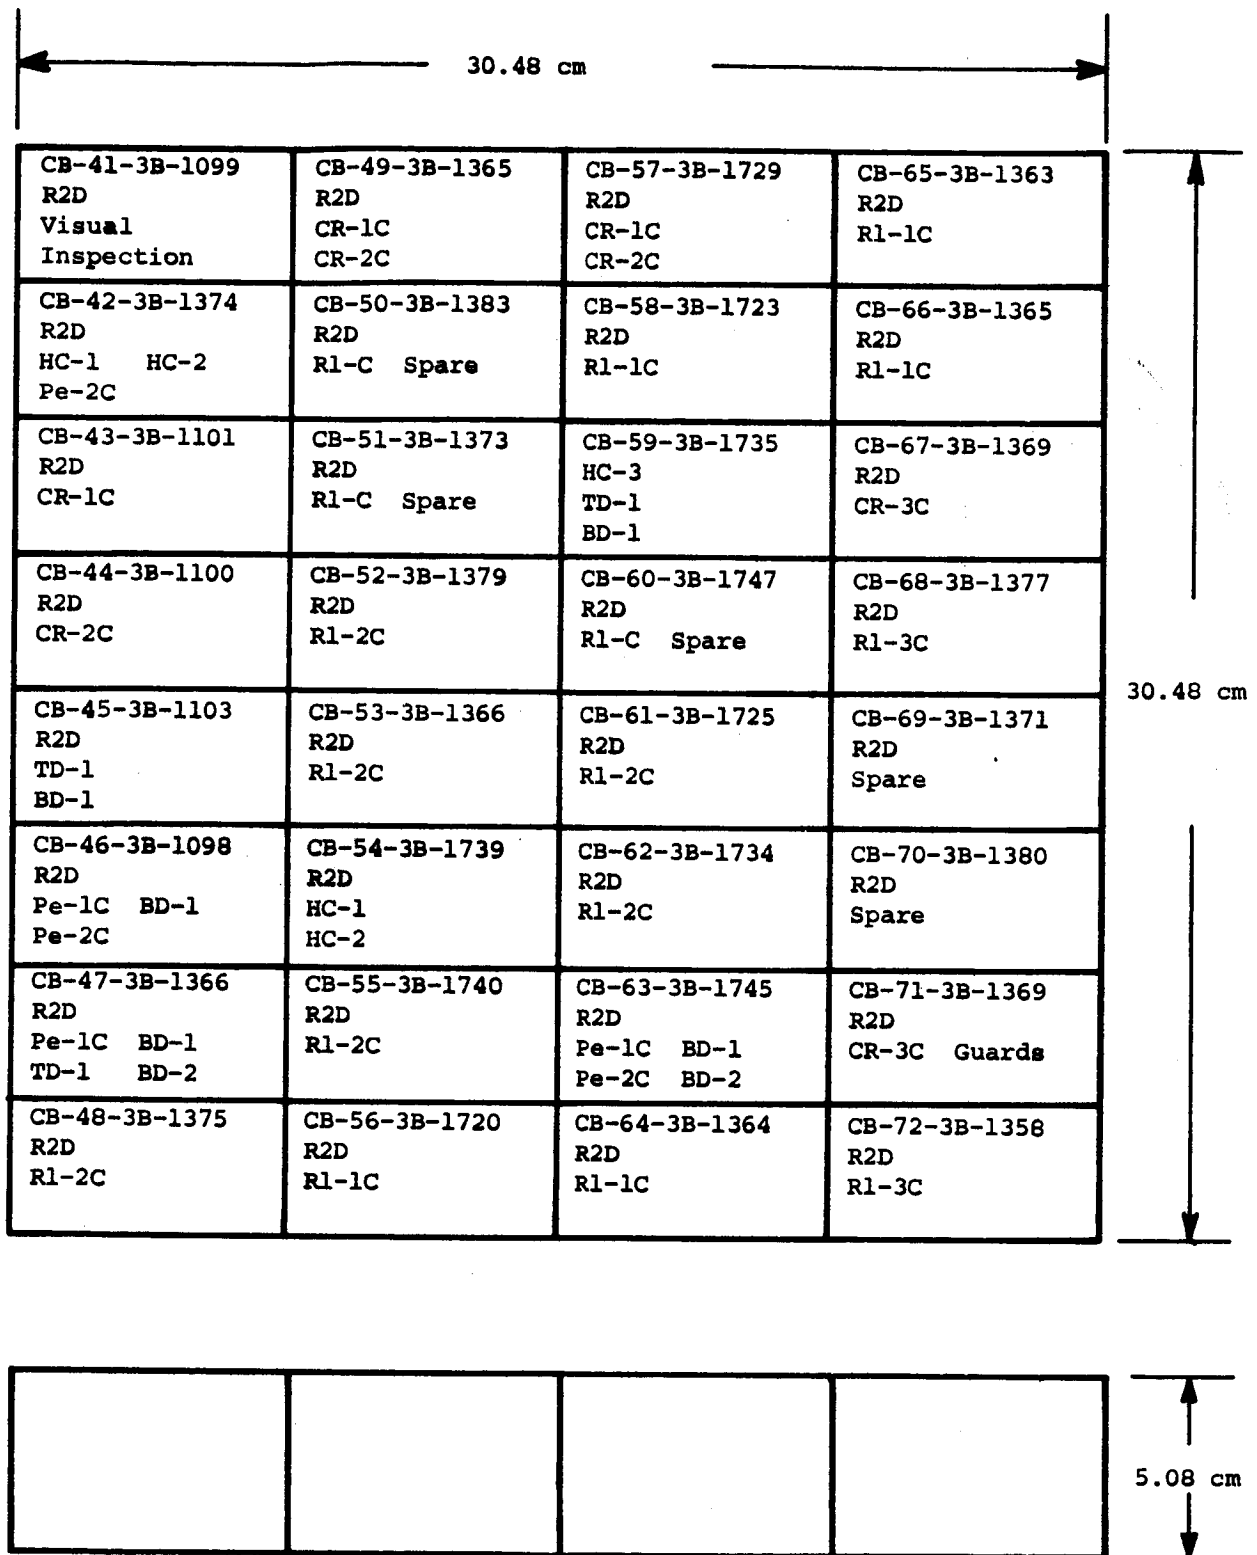 30.48 cm
CB-41-3B-1099
R2D
Visual
Inspection
CB-49-3B-1365
R2D
CR-1C
CR-2C
CB-57-3B-1729
R2D
CR-1C
CR-2C
CB-65-3B-1363
R2D
R1-1C
CB-42-3B-1374
R2D
HC-1 HC-2
Pe-2C
CB-50-3B-1383
R2D
R1-C Spare
CB-58-3B-1723
R2D
R1-1C
CB-66-3B-1365
R2D
R1-1C
CB-43-3B-1101
R2D
CR-1C
CB-51-3B-1373
R2D
R1-C Spare
CB-59-3B-1735
HC-3
TD-1
BD-1
CB-67-3B-1369
R2D
CR-3C
CB-44-3B-1100
R2D
CR-2C
CB-52-3B-1379
R2D
R1-2C
CB-60-3B-1747
R2D
R1-C Spare
CB-68-3B-1377
R2D
R1-3C
30.48 cm
CB-45-3B-1103
R2D
TD-1
BD-1
CB-53-3B-1366
R2D
R1-2C
CB-61-3B-1725
R2D
R1-2C
CB-69-3B-1371
R2D
Spare
CB-46-3B-1098
R2D
Pe-1C BD-1
Pe-2C
CB-54-3B-1739
R2D
HC-1
HC-2
CB-62-3B-1734
R2D
R1-2C
CB-70-3B-1380
R2D
Spare
CB-47-3B-1366
R2D
Pe-1C BD-1
TD-1 BD-2
CB-55-3B-1740
R2D
R1-2C
CB-63-3B-1745
R2D
Pe-1C BD-1
Pe-2C BD-2
CB-71-3B-1369
R2D
CR-3C Guards
CB-48-3B-1375
R2D
R1-2C
CB-56-3B-1720
R2D
R1-1C
CB-64-3B-1364
R2D
R1-1C
CB-72-3B-1358
R2D
R1-3C
5.08 cm